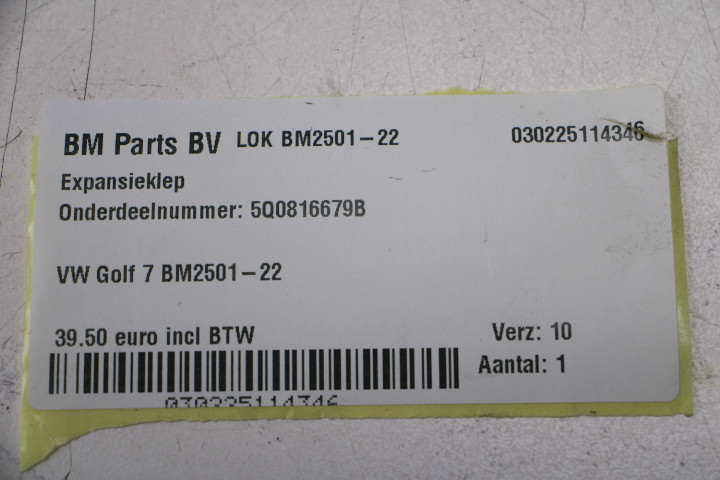 BM Parts BV LOK BM2501-22 030225114346
Expansieklep
Onderdeelnummer: 5Q0816679B
VW Golf 7 BM2501-22
39.50 euro incl BTW Verz: 10
Aantal: 1
030225114346